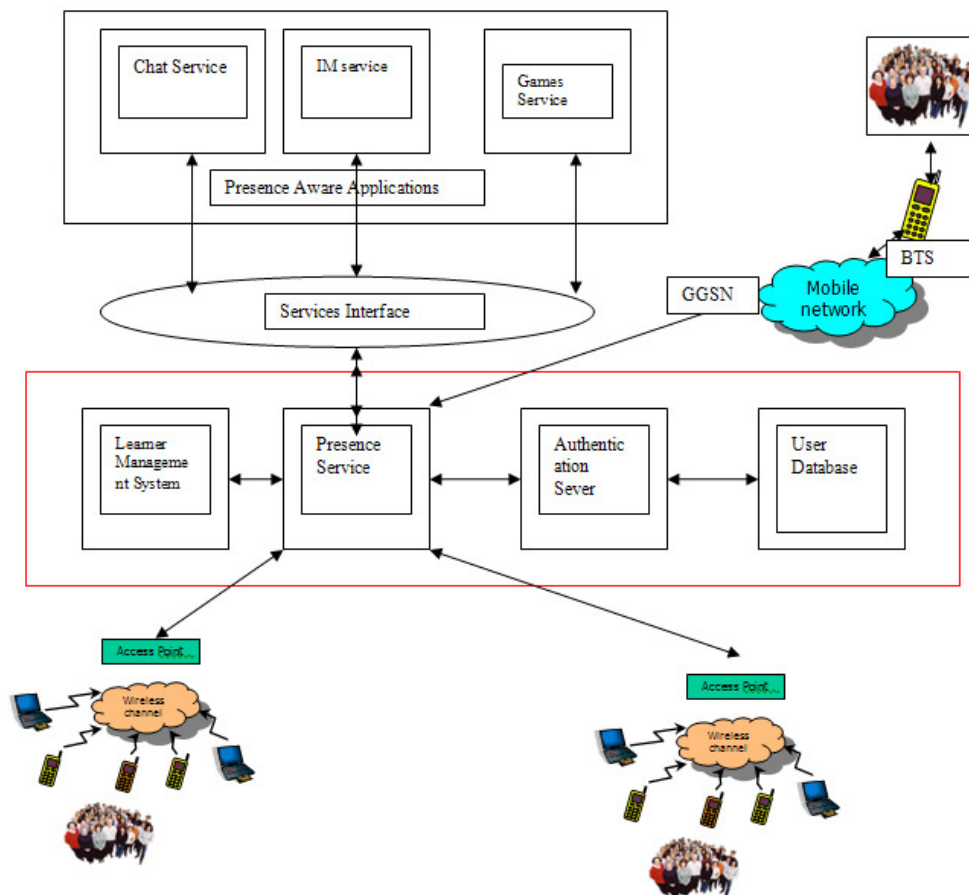 Chat Service
IM service
Games
Service
Presence Aware Applications
BTS
GGSN
Mobile
network
Services Interface
Learner
Manageme
nt System
Presence
Service
Authentic
ation
Sever
User
Database
Access Point
Wireless
channel
Access Point
Wireless
channel